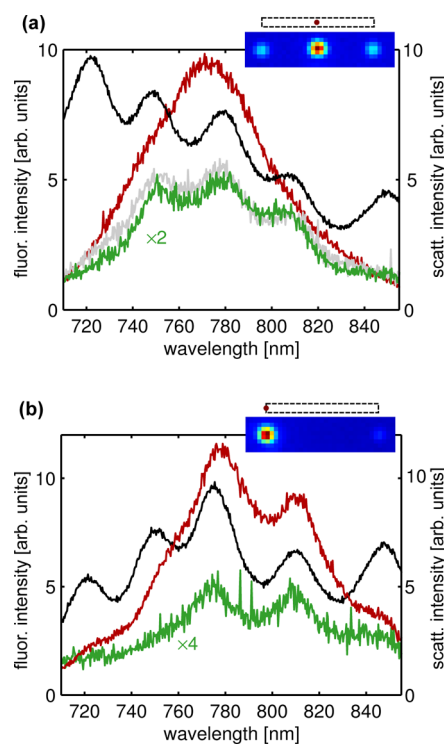 (a)
10
5
0
fluor. intensity [arb. units]
×2
10
5
0
scatt. intensity [arb. units]
720 740 760 780 800 820 840
wavelength [nm]
(b)
10
5
0
fluor. intensity [arb. units]
×4
10
5
0
scatt. intensity [arb. units]
720 740 760 780 800 820 840
wavelength [nm]